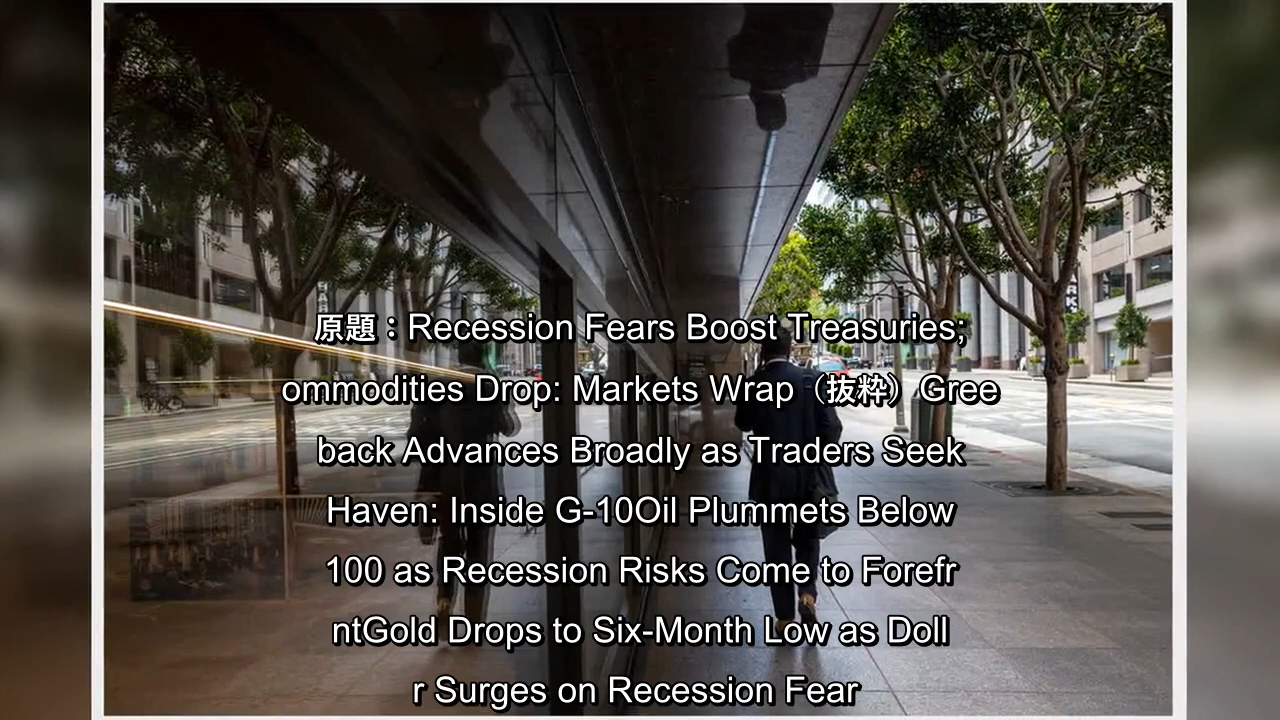 原題：Recession Fears Boost Treasuries;
ommodities Drop: Markets Wrap（抜粋）Gree
back Advances Broadly as Traders Seek
Haven: Inside G-10Oil Plummets Below
100 as Recession Risks Come to Forefr
ntGold Drops to Six-Month Low as Doll
r Surges on Recession Fear